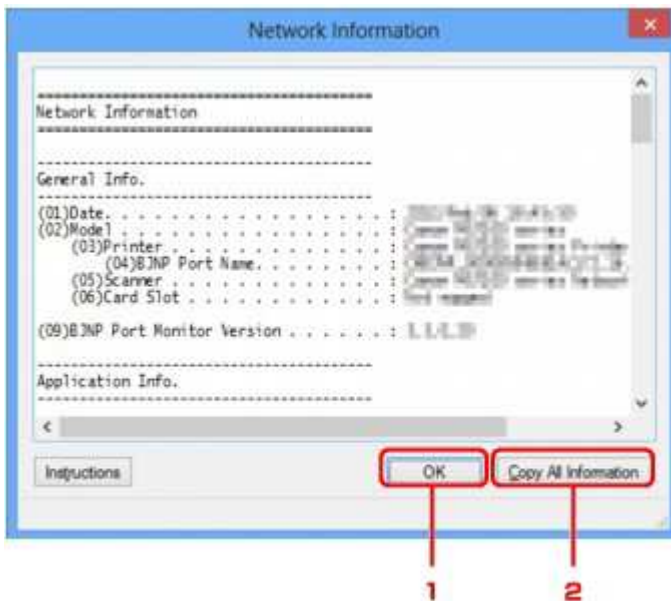 Network Information
========================================
Network Information
========================================
----------------------------------------
General Info.
----------------------------------------
(01)Date. . . . . . . . . . . . . . . . :
(02)Model . . . . . . . . . . . . . . . :
(03)Printer . . . . . . . . . . . . . :
(04)BJNP Port Name. . . . . . . . . :
(05)Scanner . . . . . . . . . . . . . :
(06)Card Slot . . . . . . . . . . . . :
(09)BJNP Port Monitor Version . . . . . . :
----------------------------------------
Application Info.
----------------------------------------
Instructions OK Copy All Information
1 2